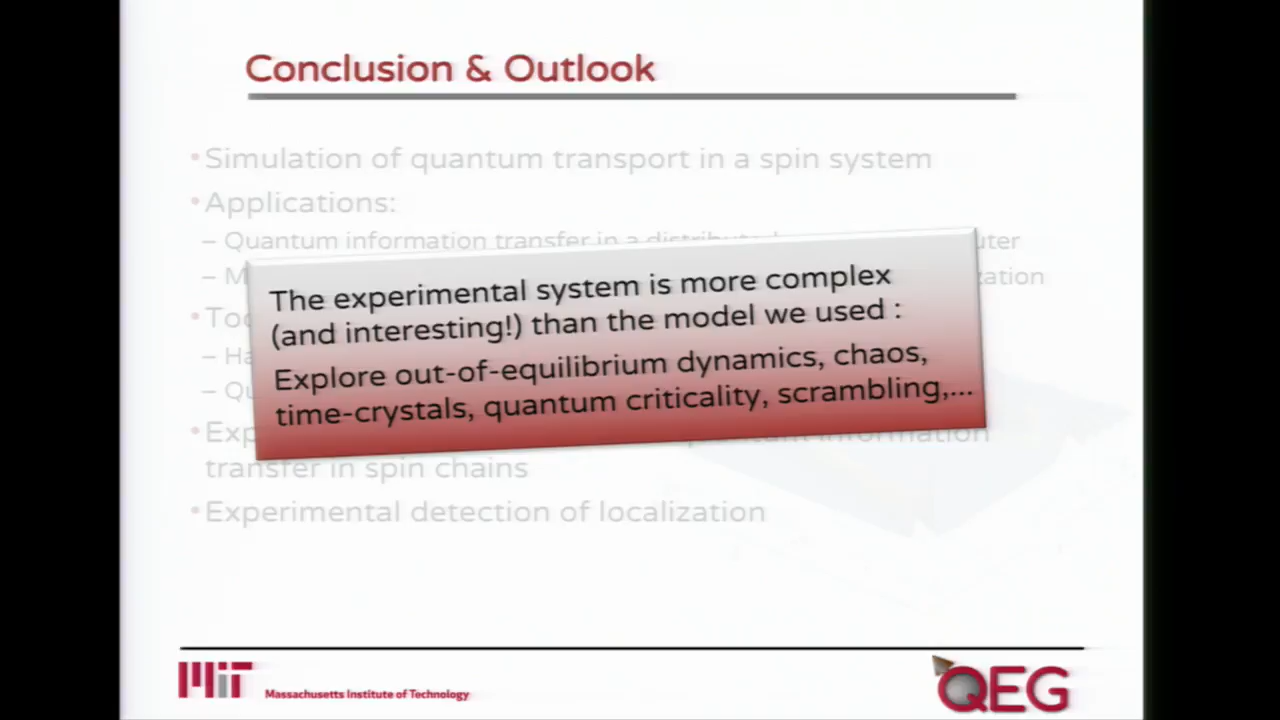 Conclusion & Outlook
•Simulation of quantum transport in a spin system
•Applications:
– Quantum information transfer in a
The experimental system is more complex
(and interesting!) than the model we used :
Explore out-of-equilibrium dynamics, chaos,
time-crystals, quantum criticality, scrambling,...
information
transfer in spin chains
•Experimental detection of localization
MIT Massachusetts Institute of Technology
QEG